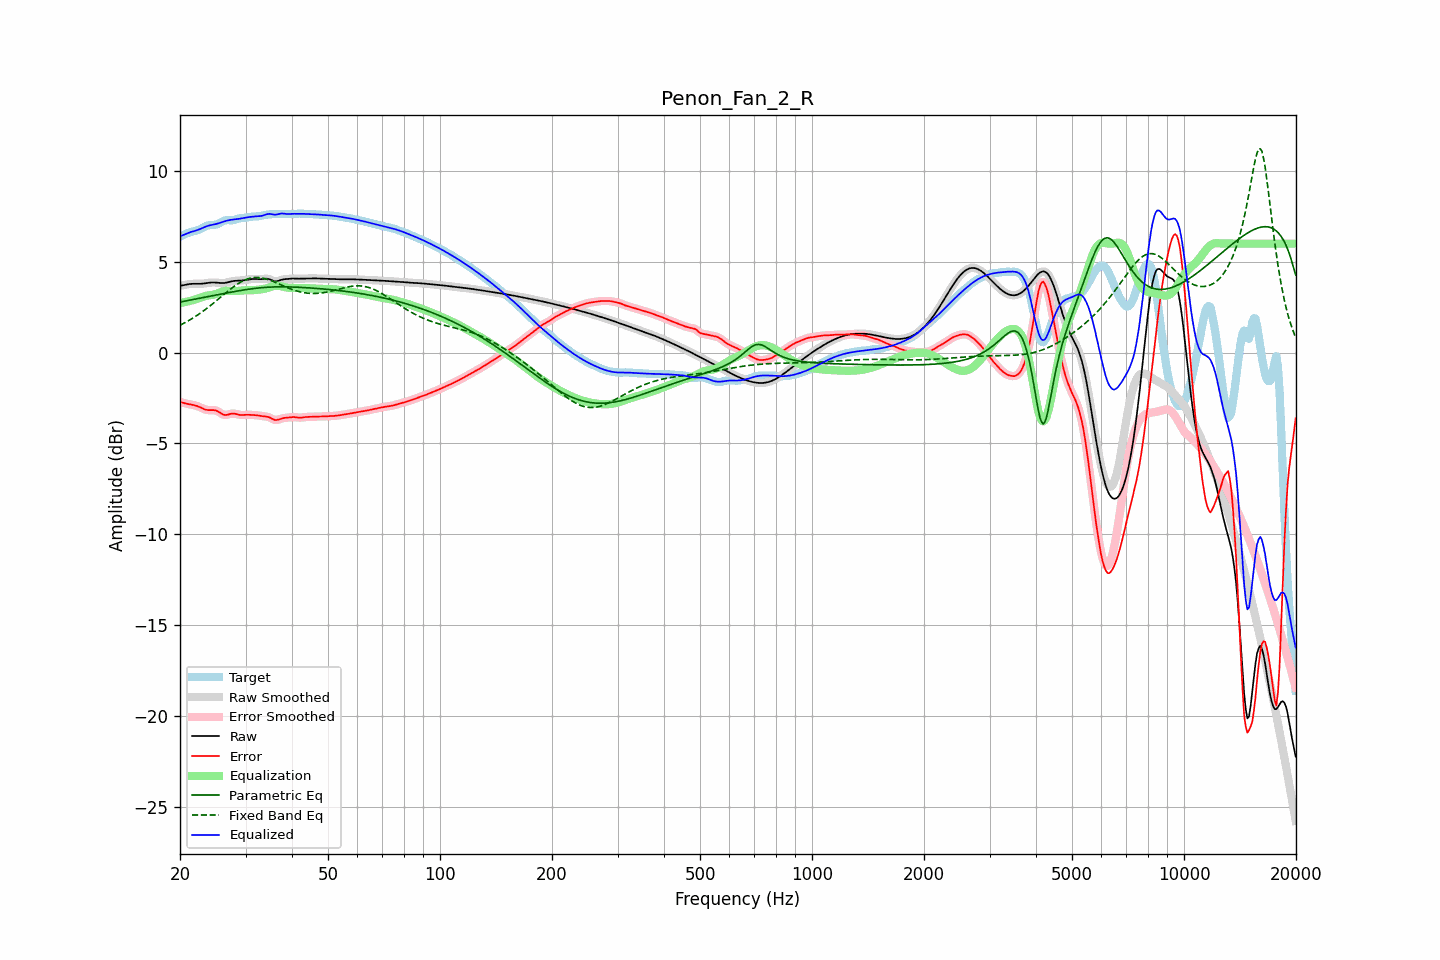 Penon_Fan_2_R
Amplitude (dBr)
10
5
0
−5
−10
−15
−20
−25
Target
Raw Smoothed
Error Smoothed
Raw
Error
Equalization
Parametric Eq
Fixed Band Eq
Equalized
20 50 100 200 500 1000 2000 5000 10000 20000
Frequency (Hz)